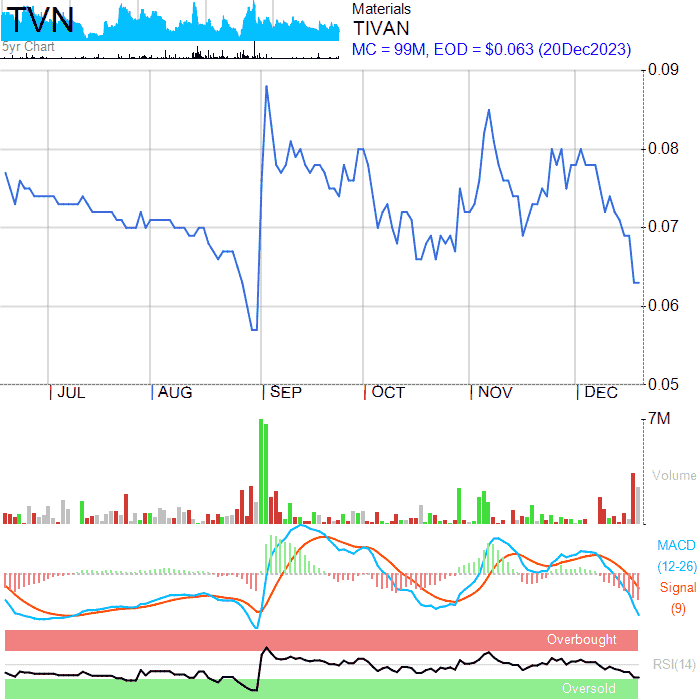 TVN
5yr Chart
Materials
TIVAN
MC = 99M, EOD = $0.063 (20Dec2023)
0.09
0.08
0.07
0.06
0.05
JUL AUG SEP OCT NOV DEC
7M
Volume
MACD
(12-26)
Signal
(9)
Overbought
RSI(14)
Oversold